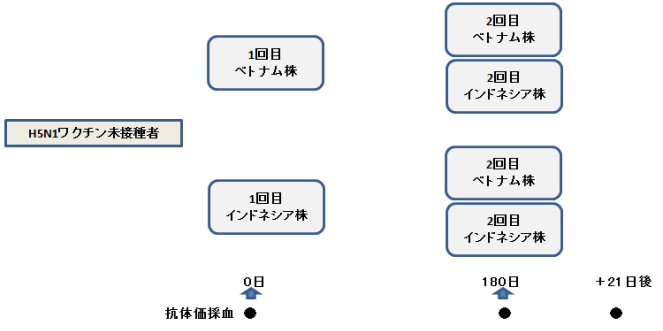 2回目
ベトナム株
1回目
ベトナム株
2回目
インドネシア株
H5N1ワクチン未接種者
2回目
ベトナム株
1回目
インドネシア株
2回目
インドネシア株
0日
180日
＋21日後
抗体価採血